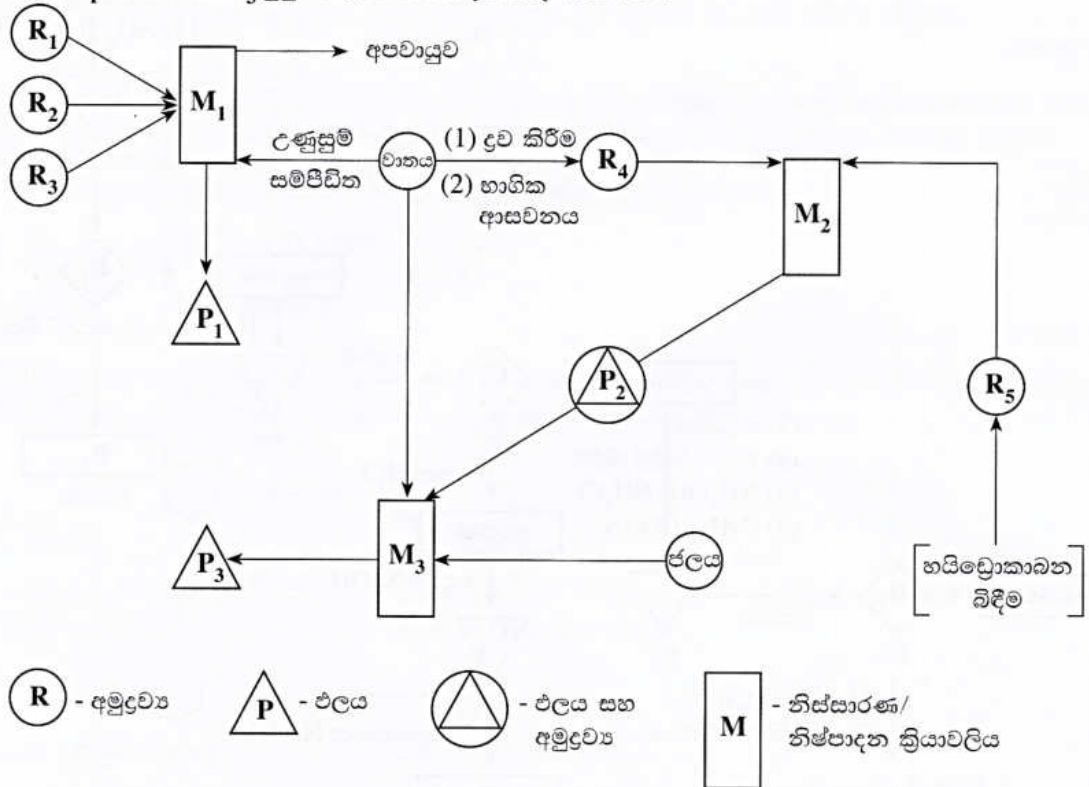 R1
අපවායුව
M1
R2
උණුසුම්
සම්පීඩිත
වාතය
(1) ද්‍රව කිරීම
(2) භාගික
ආසවනය
R4
R3
M2
P1
P2
R5
P3
M3
ජලය
හයිඩ්‍රොකාබන
බිඳීම
R - අමුද්‍රව්‍ය
P - ඵලය
- ඵලය සහ
අමුද්‍රව්‍ය
M - නිස්සාරණ/
නිෂ්පාදන ක්‍රියාවලිය